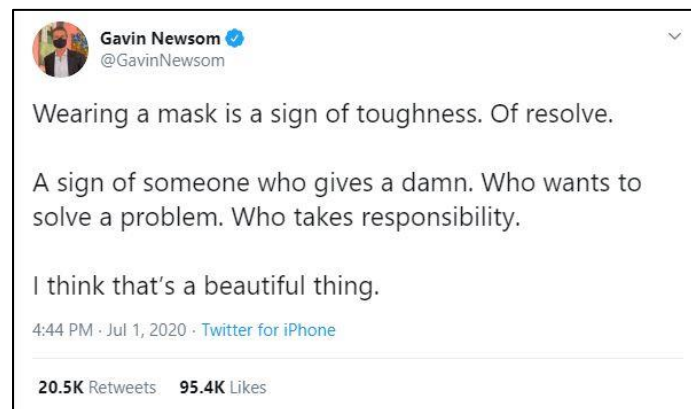 Gavin Newsom
@GavinNewsom
Wearing a mask is a sign of toughness. Of resolve.
A sign of someone who gives a damn. Who wants to
solve a problem. Who takes responsibility.
I think that's a beautiful thing.
4:44 PM · Jul 1, 2020 · Twitter for iPhone
20.5K Retweets 95.4K Likes